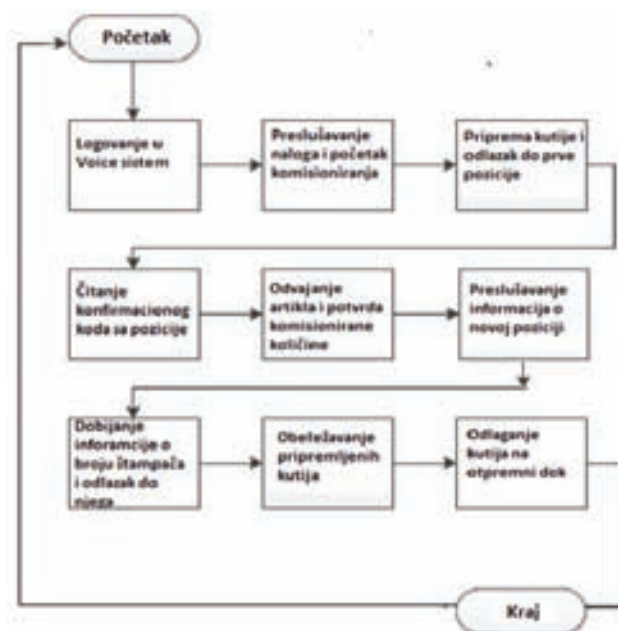 Početak
Logovanje u
Voice sistem
Preslušavanje
naloga i početak
komisioniranja
Priprema kutije i
odlazak do prve
pozicije
Čitanje
konfirmacionog
koda sa pozicije
Odvajanje
artikla i potvrda
komisionirane
količine
Preslušavanje
informacija o
novoj poziciji
Dobijanje
inforamcije o
broju štampača
i odlazak do
njega
Obeležavanje
pripremljenih
kutija
Odlaganje
kutija na
otpremni dok
Kraj